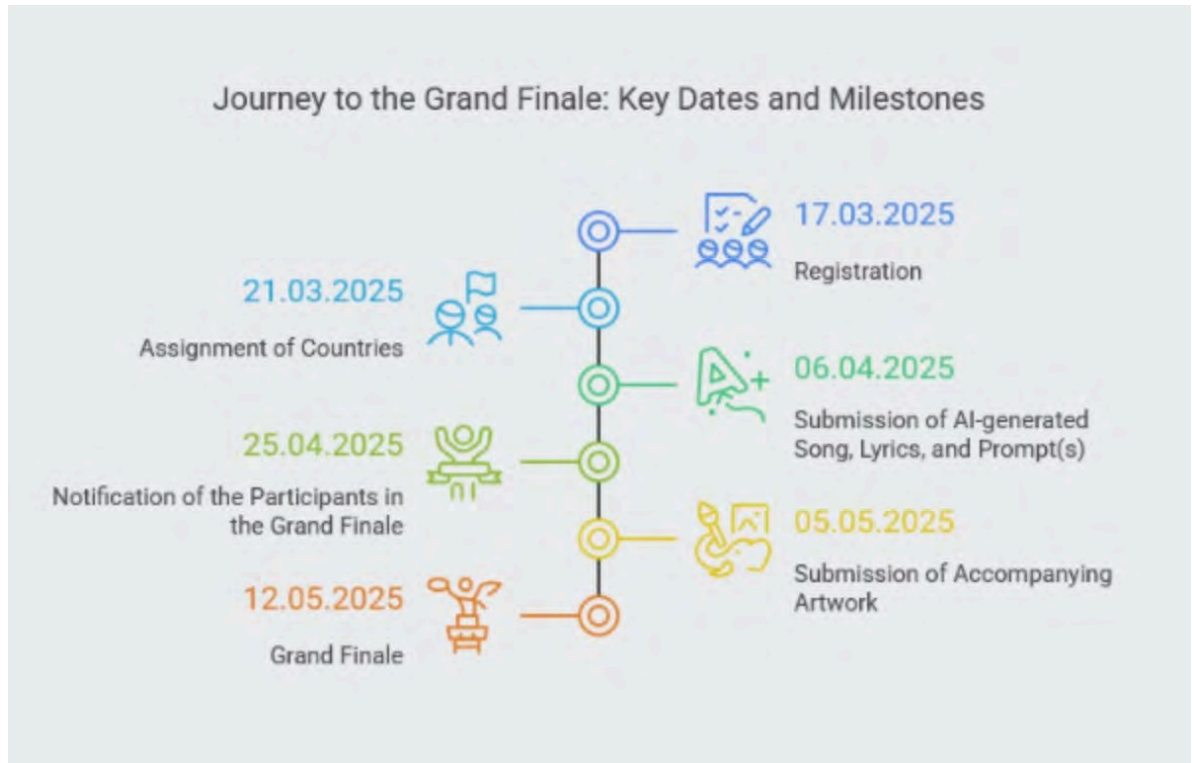 Journey to the Grand Finale: Key Dates and Milestones
17.03.2025
Registration
21.03.2025
Assignment of Countries
06.04.2025
Submission of AI-generated
Song, Lyrics, and Prompt(s)
25.04.2025
Notification of the Participants in
the Grand Finale
05.05.2025
Submission of Accompanying
Artwork
12.05.2025
Grand Finale